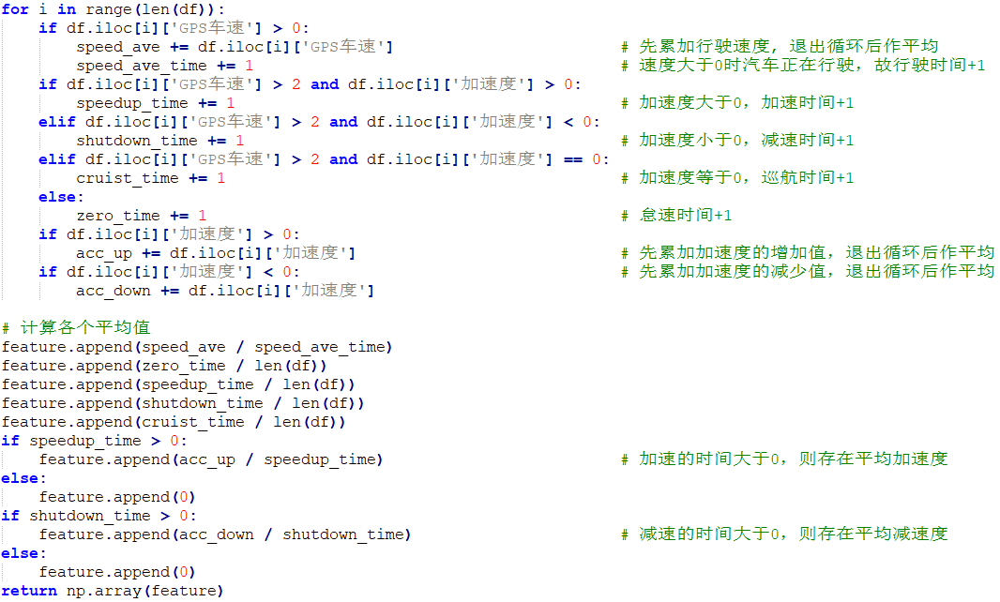 for i in range(len(df)):
    if df.iloc[i]['GPS车速'] > 0:
        speed_ave += df.iloc[i]['GPS车速'] # 先累加行驶速度, 退出循环后作平均
        speed_ave_time += 1 # 速度大于0时汽车正在行驶，故行驶时间+1
    if df.iloc[i]['GPS车速'] > 2 and df.iloc[i]['加速度'] > 0:
        speedup_time += 1 # 加速度大于0，加速时间+1
    elif df.iloc[i]['GPS车速'] > 2 and df.iloc[i]['加速度'] < 0:
        shutdown_time += 1 # 加速度小于0，减速时间+1
    elif df.iloc[i]['GPS车速'] > 2 and df.iloc[i]['加速度'] == 0:
        cruist_time += 1 # 加速度等于0，巡航时间+1
    else:
        zero_time += 1 # 怠速时间+1
    if df.iloc[i]['加速度'] > 0:
        acc_up += df.iloc[i]['加速度'] # 先累加加速度的增加值，退出循环后作平均
    if df.iloc[i]['加速度'] < 0: # 先累加加速度的减少值，退出循环后作平均
        acc_down += df.iloc[i]['加速度']
# 计算各个平均值
feature.append(speed_ave / speed_ave_time)
feature.append(zero_time / len(df))
feature.append(speedup_time / len(df))
feature.append(shutdown_time / len(df))
feature.append(cruist_time / len(df))
if speedup_time > 0:
    feature.append(acc_up / speedup_time) # 加速的时间大于0，则存在平均加速度
else:
    feature.append(0)
if shutdown_time > 0:
    feature.append(acc_down / shutdown_time) # 减速的时间大于0，则存在平均减速度
else:
    feature.append(0)
return np.array(feature)